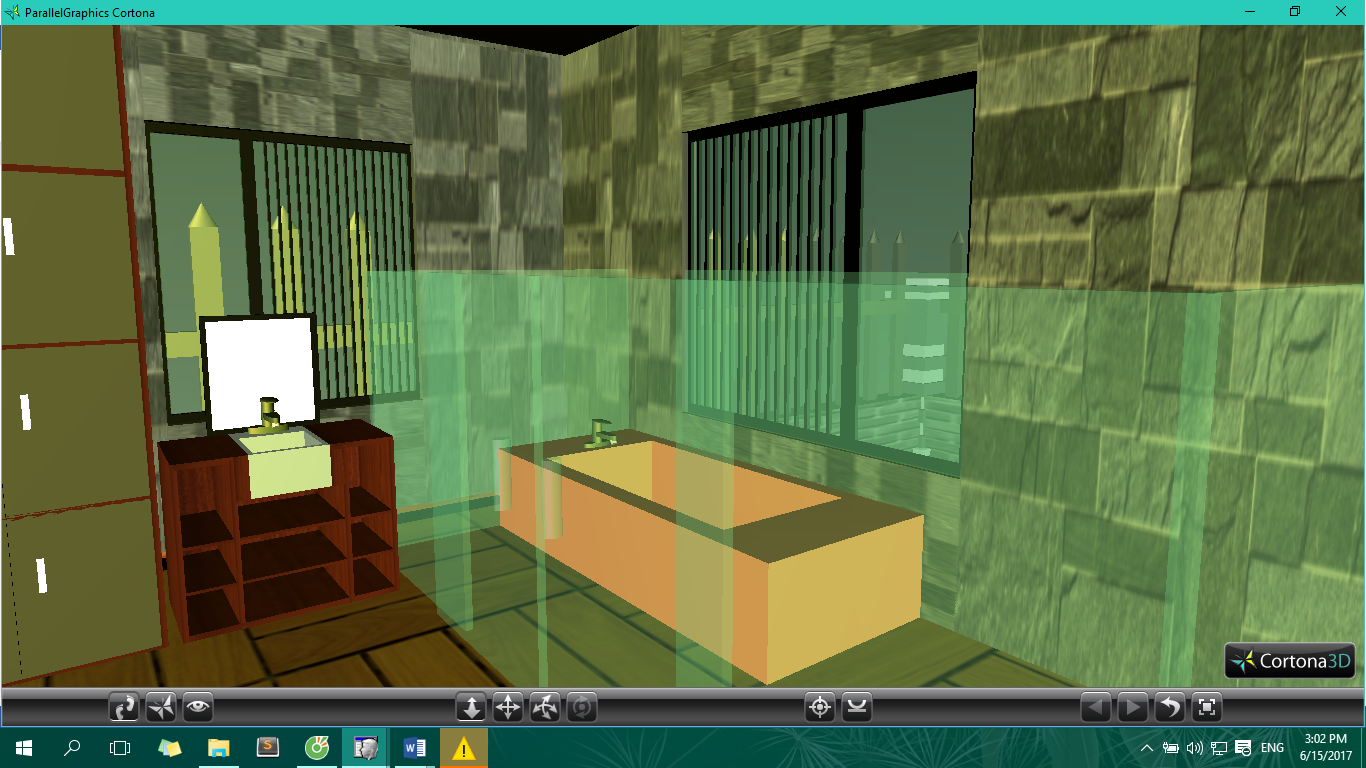 ParallelGraphics Cortona
Cortona3D
S
W
ENG
3:02 PM
6/15/2017